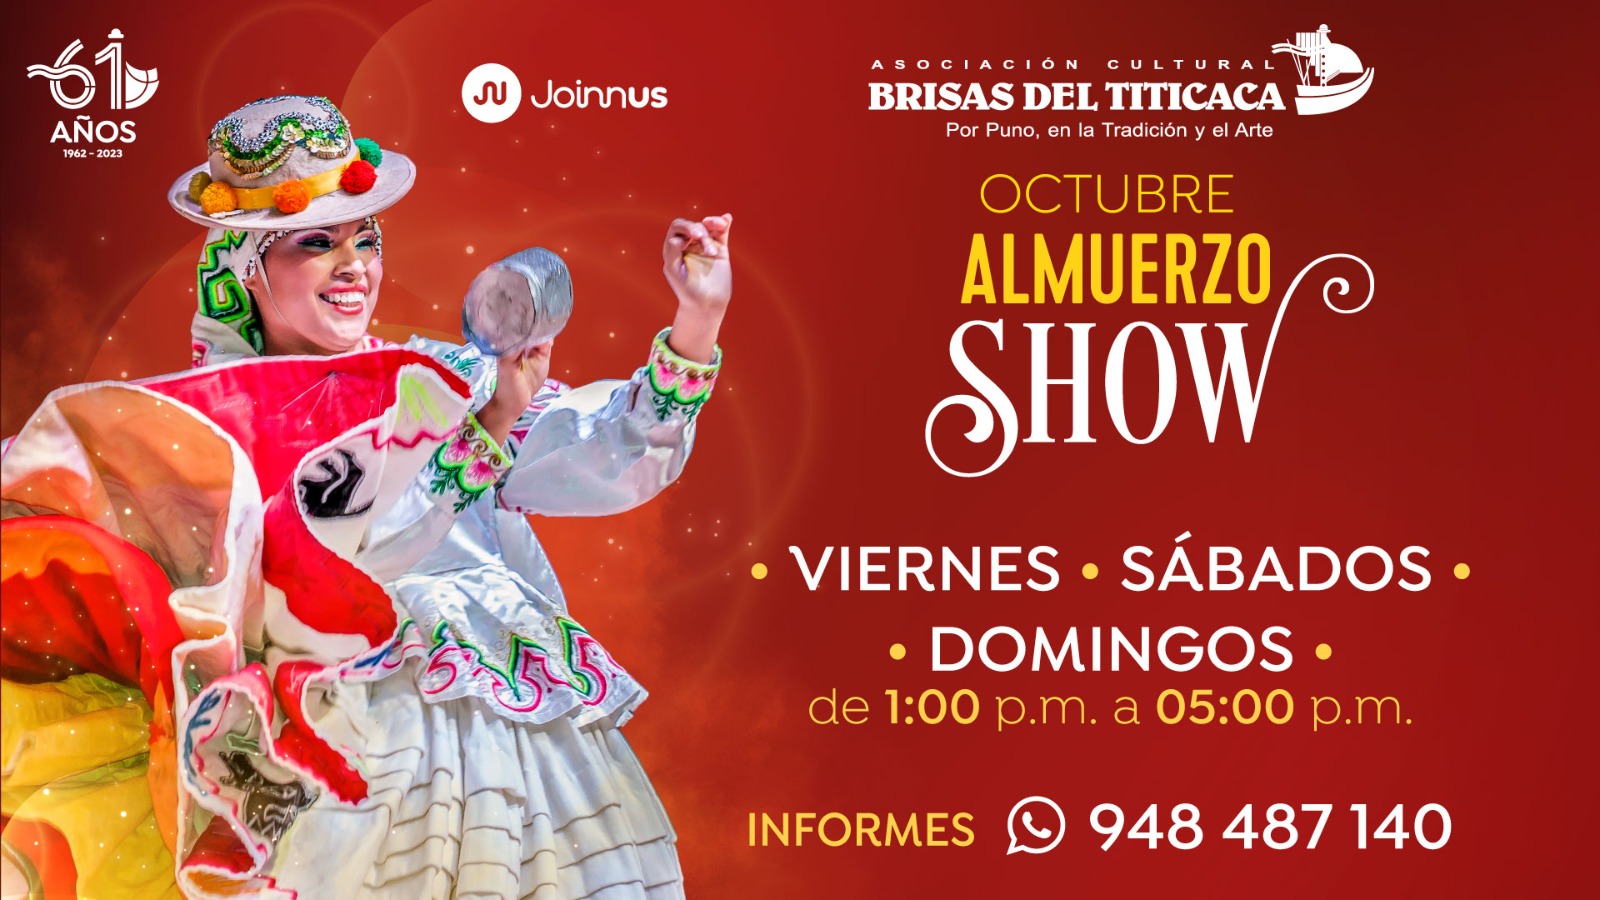 61
AÑOS
1962 - 2023
Joinnus
ASOCIACIÓN CULTURAL
BRISAS DEL TITICACA
Por Puno, en la Tradición y el Arte
OCTUBRE
ALMUERZO
SHOW
• VIERNES • SÁBADOS •
• DOMINGOS •
de 1:00 p.m. a 05:00 p.m.
INFORMES 948 487 140